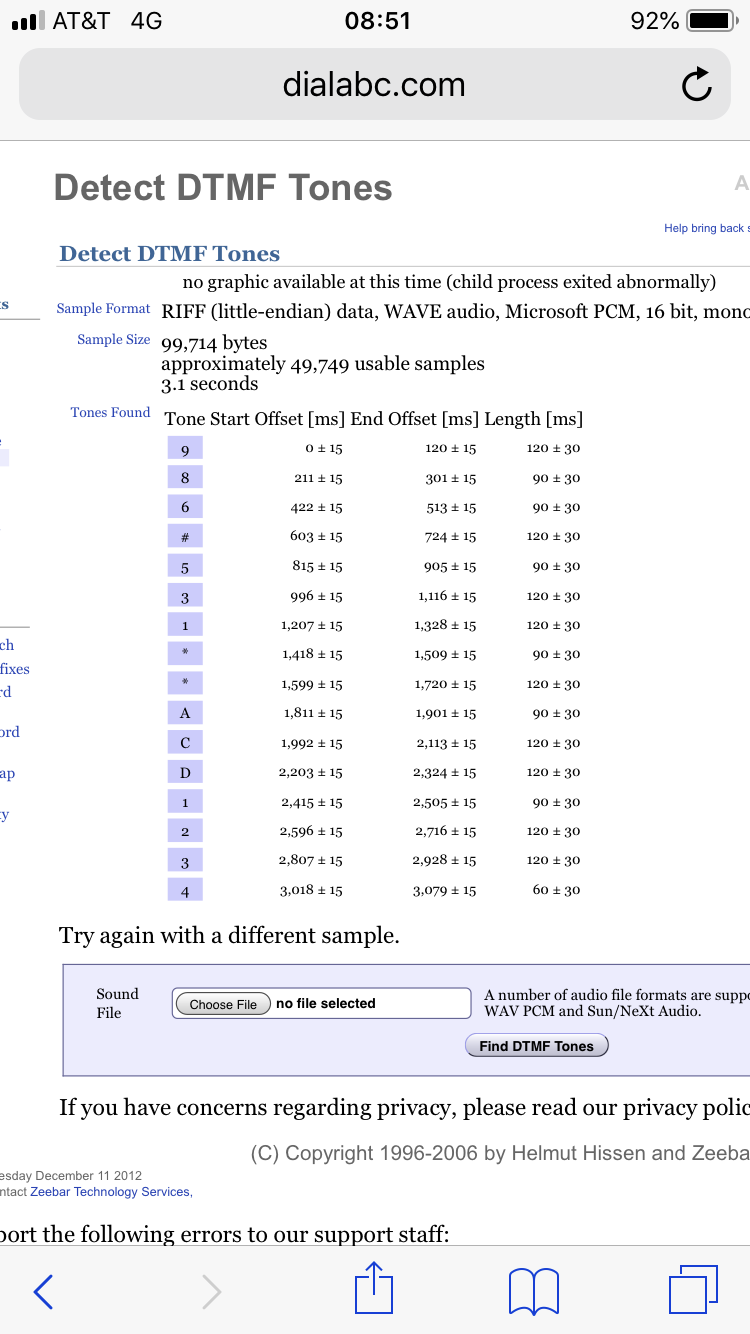 AT&T 4G 08:51 92%
dialabc.com
Detect DTMF Tones
A
Help bring back s
Detect DTMF Tones
no graphic available at this time (child process exited abnormally)
Sample Format RIFF (little-endian) data, WAVE audio, Microsoft PCM, 16 bit, mono
Sample Size 99,714 bytes
approximately 49,749 usable samples
3.1 seconds
Tones Found Tone Start Offset [ms] End Offset [ms] Length [ms]
9 0 ± 15 120 ± 15 120 ± 30
8 211 ± 15 301 ± 15 90 ± 30
6 422 ± 15 513 ± 15 90 ± 30
# 603 ± 15 724 ± 15 120 ± 30
5 815 ± 15 905 ± 15 90 ± 30
3 996 ± 15 1,116 ± 15 120 ± 30
1 1,207 ± 15 1,328 ± 15 120 ± 30
* 1,418 ± 15 1,509 ± 15 90 ± 30
* 1,599 ± 15 1,720 ± 15 120 ± 30
A 1,811 ± 15 1,901 ± 15 90 ± 30
C 1,992 ± 15 2,113 ± 15 120 ± 30
D 2,203 ± 15 2,324 ± 15 120 ± 30
1 2,415 ± 15 2,505 ± 15 90 ± 30
2 2,596 ± 15 2,716 ± 15 120 ± 30
3 2,807 ± 15 2,928 ± 15 120 ± 30
4 3,018 ± 15 3,079 ± 15 60 ± 30
ch
fixes
rd
ord
ap
y
Try again with a different sample.
Sound File
Choose File no file selected
A number of audio file formats are suppo
WAV PCM and Sun/NeXt Audio.
Find DTMF Tones
If you have concerns regarding privacy, please read our privacy polic
(C) Copyright 1996-2006 by Helmut Hissen and Zeeba
esday December 11 2012
ntact Zeebar Technology Services,
port the following errors to our support staff: